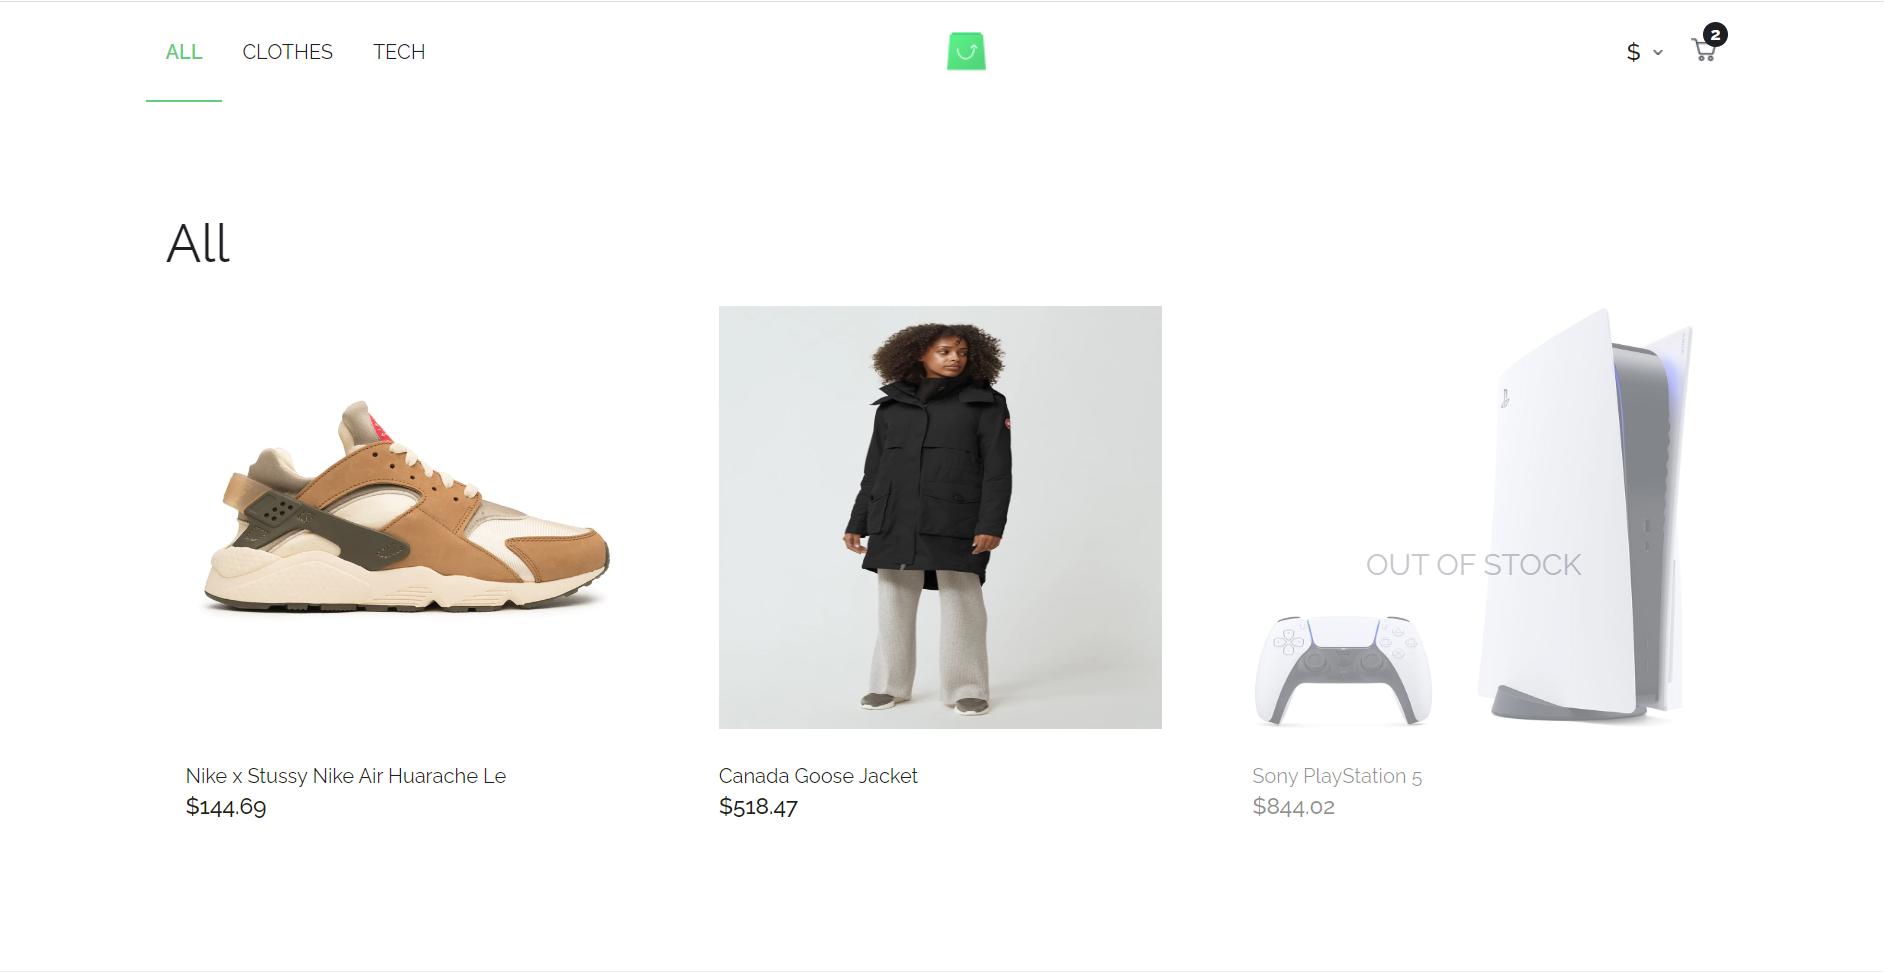 ALL CLOTHES TECH $ 2
All
OUT OF STOCK
Nike x Stussy Nike Air Huarache Le
$144.69
Canada Goose Jacket
$518.47
Sony PlayStation 5
$844.02